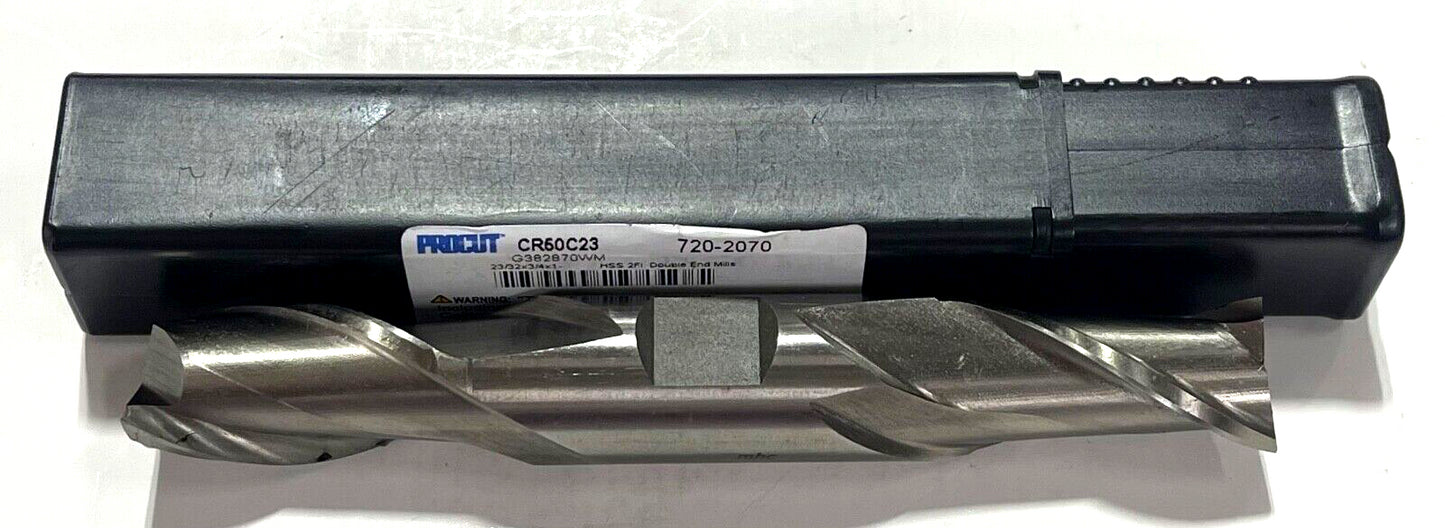 PROCUT CR50C23 720-2070
G382870WM
23/32x3/4x1- HSS 2Fl Double End Mills
WARNING: